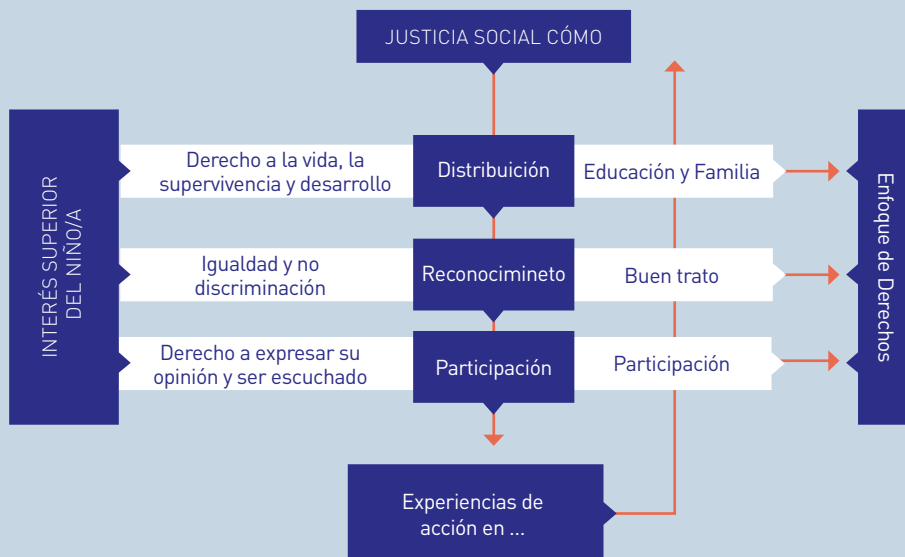 JUSTICIA SOCIAL CÓMO
INTERÉS SUPERIOR
DEL NIÑO/A
Derecho a la vida, la
supervivencia y desarrollo
Distribuición
Educación y Familia
Igualdad y no
discriminación
Reconocimineto
Buen trato
Derecho a expresar su
opinión y ser escuchado
Participación
Participación
Enfoque de Derechos
Experiencias de
acción en ...